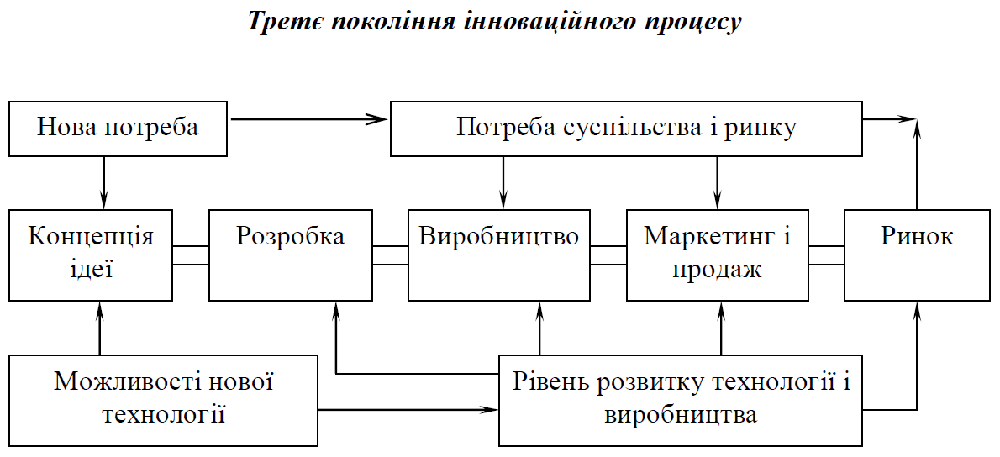 Третє покоління інноваційного процесу
Нова потреба
Потреба суспільства і ринку
Концепція
ідеї
Розробка
Виробництво
Маркетинг і
продаж
Ринок
Можливості нової
технології
Рівень розвитку технології і
виробництва